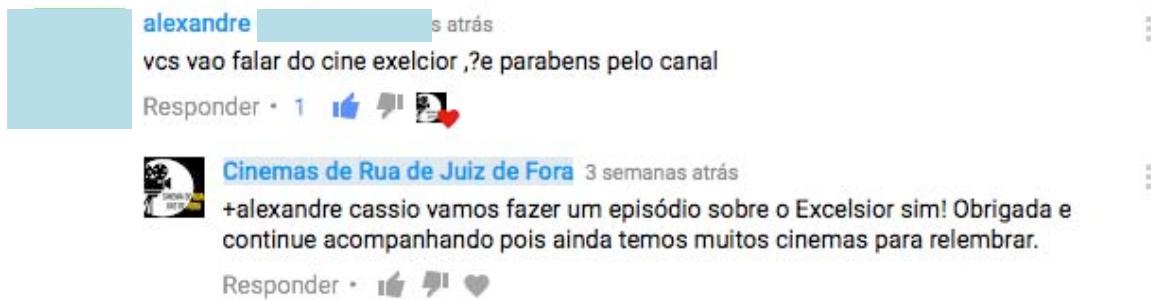 alexandre s atrás
vcs vao falar do cine exelcior ,?e parabens pelo canal
Responder • 1
Cinemas de Rua de Juiz de Fora 3 semanas atrás
+alexandre cassio vamos fazer um episódio sobre o Excelsior sim! Obrigada e
continue acompanhando pois ainda temos muitos cinemas para relembrar.
Responder •